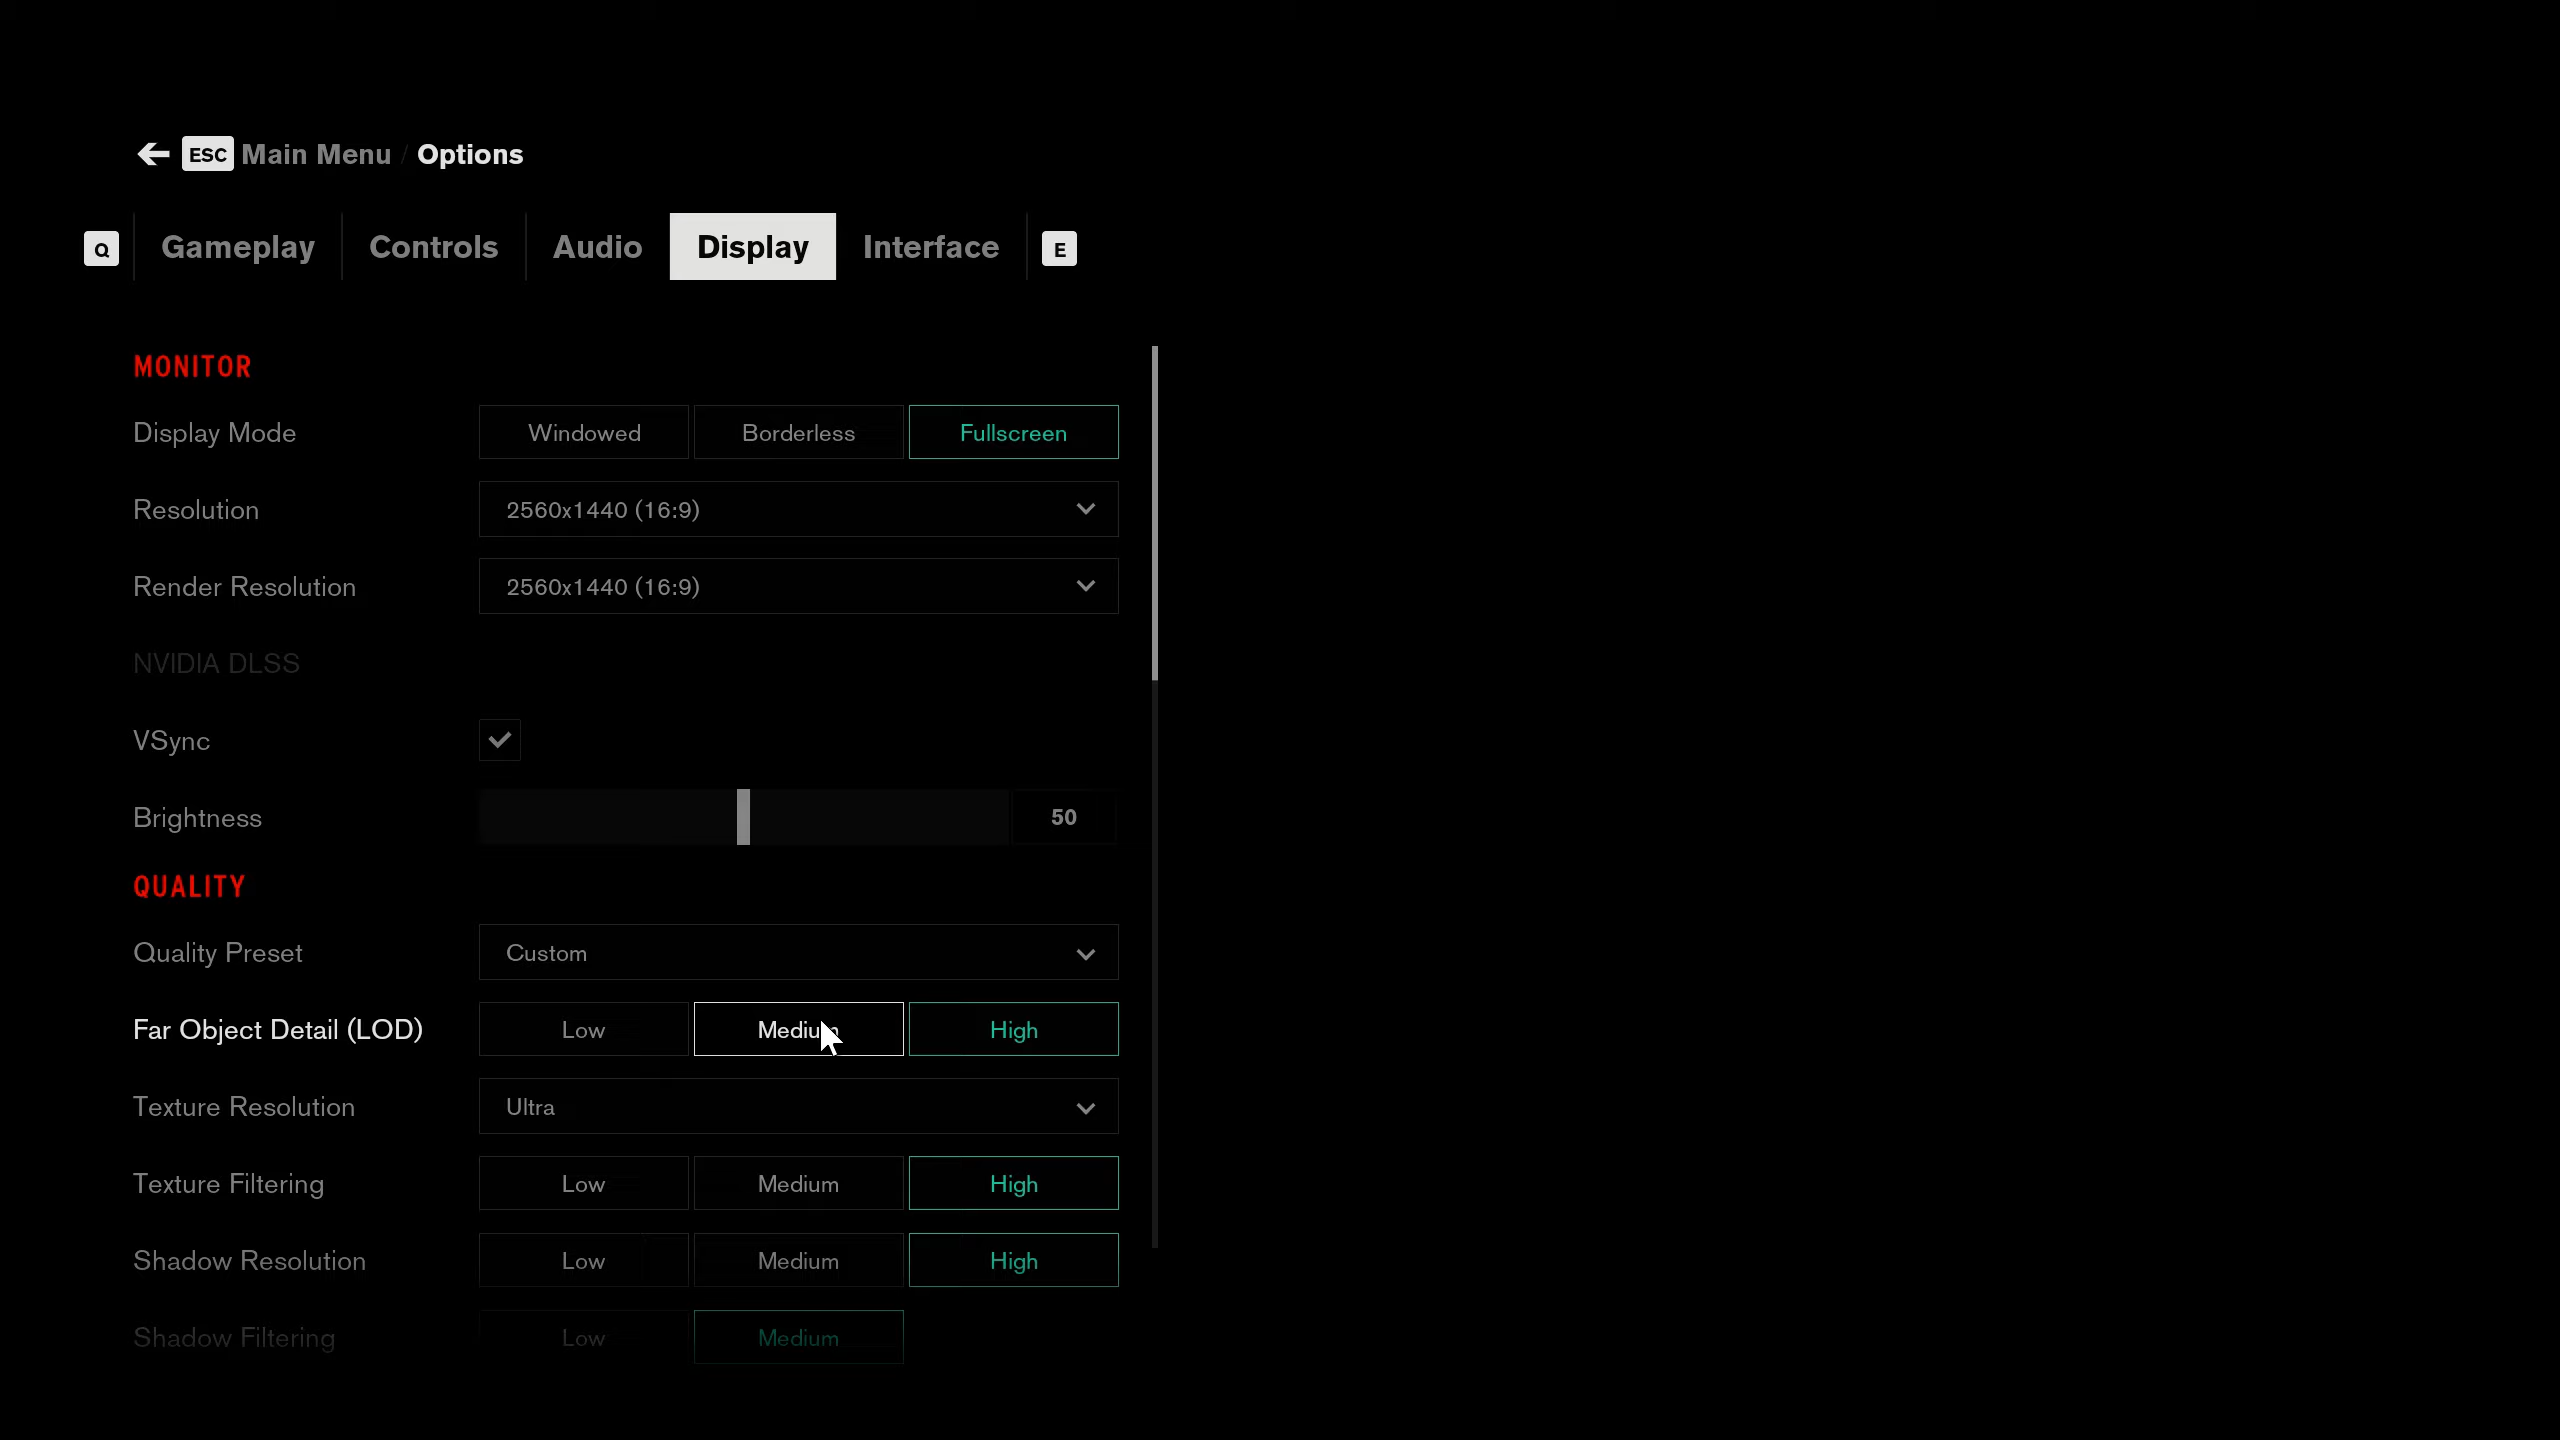 ESC Main Menu / Options
Q Gameplay Controls Audio Display Interface E
MONITOR
Display Mode Windowed Borderless Fullscreen
Resolution 2560x1440 (16:9)
Render Resolution 2560x1440 (16:9)
NVIDIA DLSS
VSync
Brightness 50
QUALITY
Quality Preset Custom
Far Object Detail (LOD) Low Medium High
Texture Resolution Ultra
Texture Filtering Low Medium High
Shadow Resolution Low Medium High
Shadow Filtering Low Medium